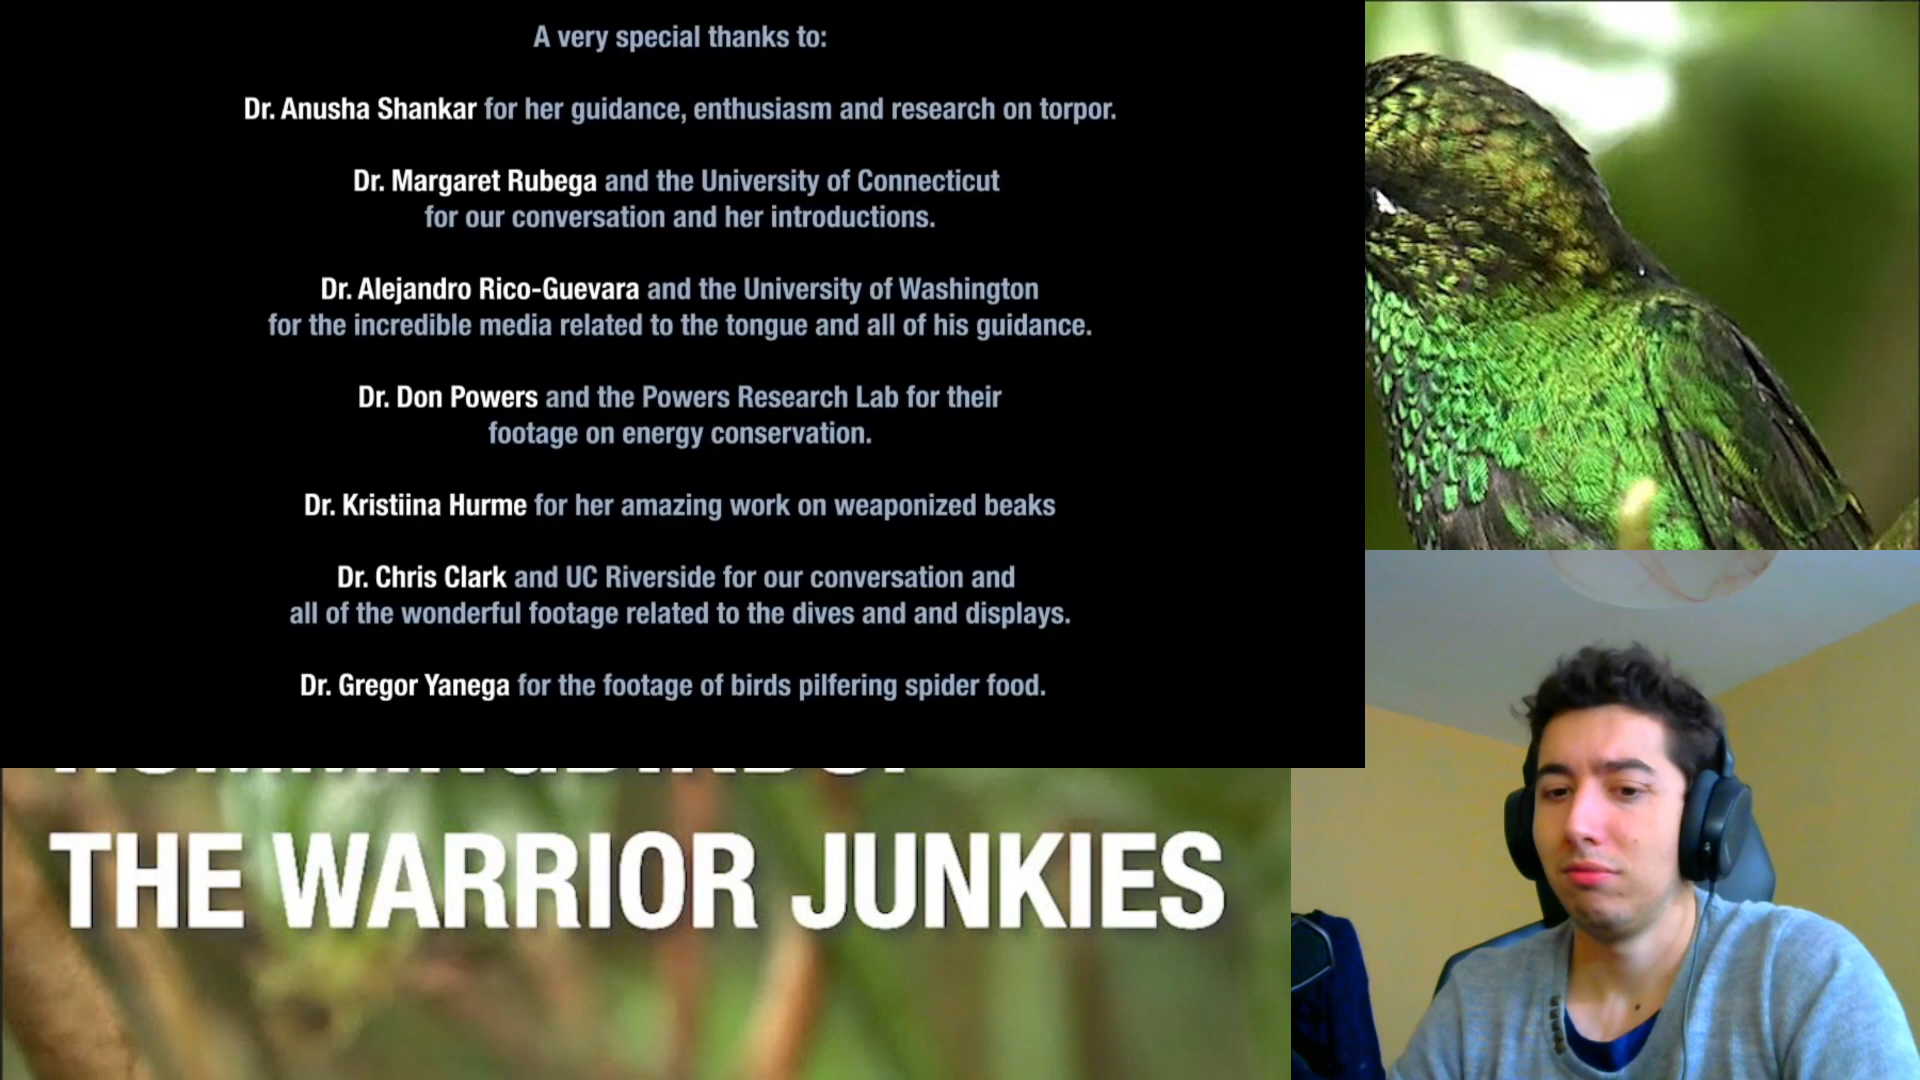 A very special thanks to:
Dr. Anusha Shankar for her guidance, enthusiasm and research on torpor.
Dr. Margaret Rubega and the University of Connecticut
for our conversation and her introductions.
Dr. Alejandro Rico-Guevara and the University of Washington
for the incredible media related to the tongue and all of his guidance.
Dr. Don Powers and the Powers Research Lab for their
footage on energy conservation.
Dr. Kristiina Hurme for her amazing work on weaponized beaks
Dr. Chris Clark and UC Riverside for our conversation and
all of the wonderful footage related to the dives and and displays.
Dr. Gregor Yanega for the footage of birds pilfering spider food.
THE WARRIOR JUNKIES